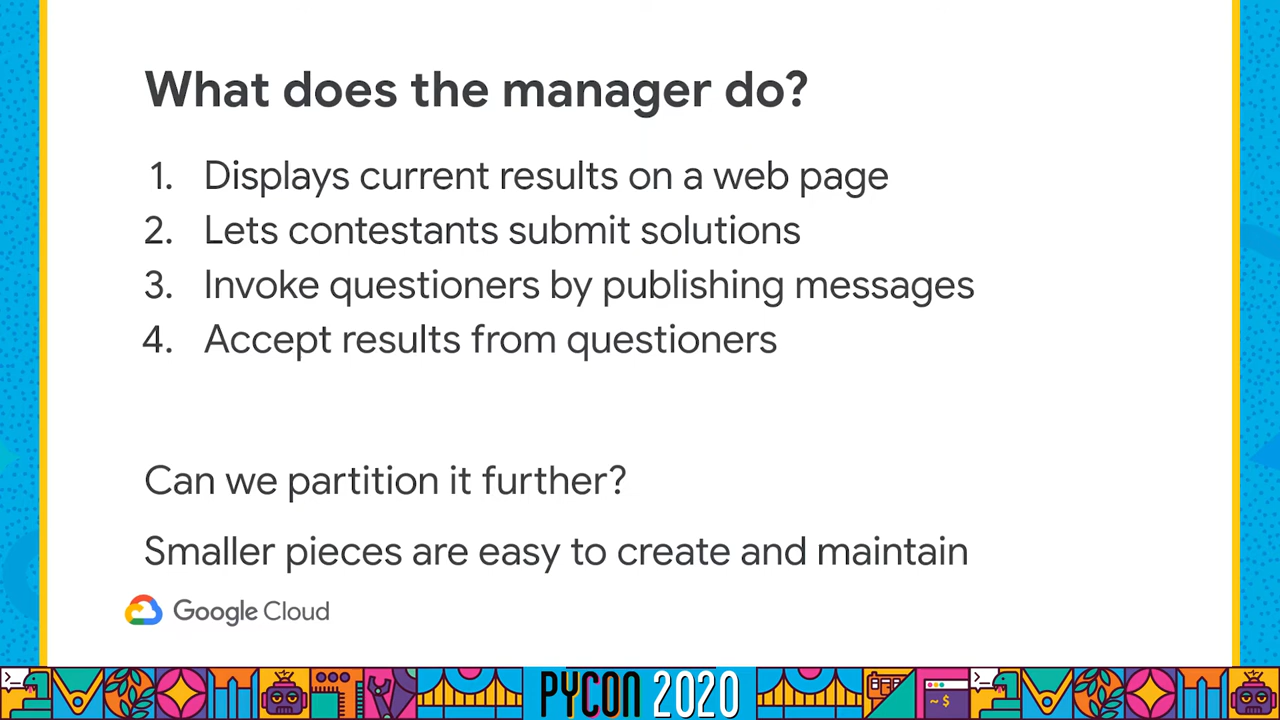 What does the manager do?
1. Displays current results on a web page
2. Lets contestants submit solutions
3. Invoke questioners by publishing messages
4. Accept results from questioners
Can we partition it further?
Smaller pieces are easy to create and maintain
Google Cloud
PYCON 2020
~$